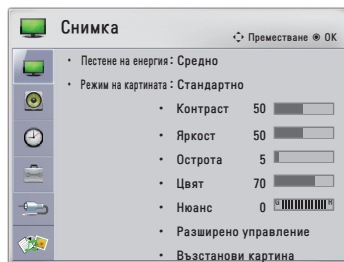 Снимка
Преместване OK
• Пестене на енергия : Средно
• Режим на картината : Стандартно
• Контраст 50
• Яркост 50
• Острота 5
• Цвят 70
• Нюанс 0 G R
• Разширено управление
• Възстанови картина